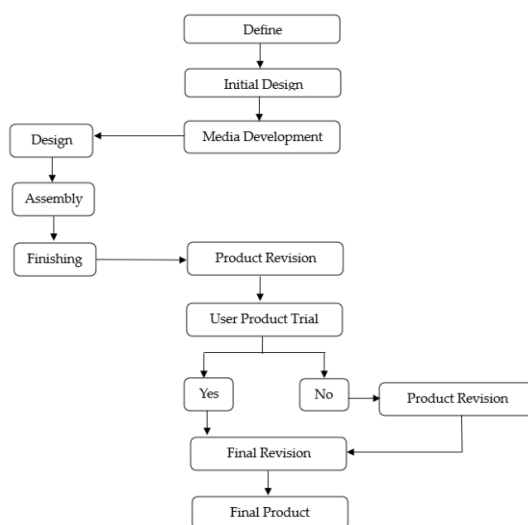 Define
Initial Design
Media Development
Design
Assembly
Finishing
Product Revision
User Product Trial
Yes
No
Product Revision
Final Revision
Final Product